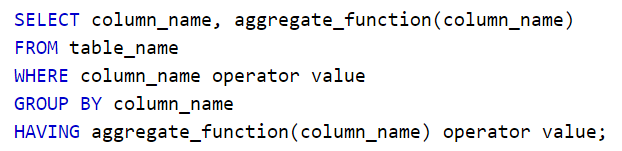 SELECT column_name, aggregate_function(column_name)
FROM table_name
WHERE column_name operator value
GROUP BY column_name
HAVING aggregate_function(column_name) operator value;